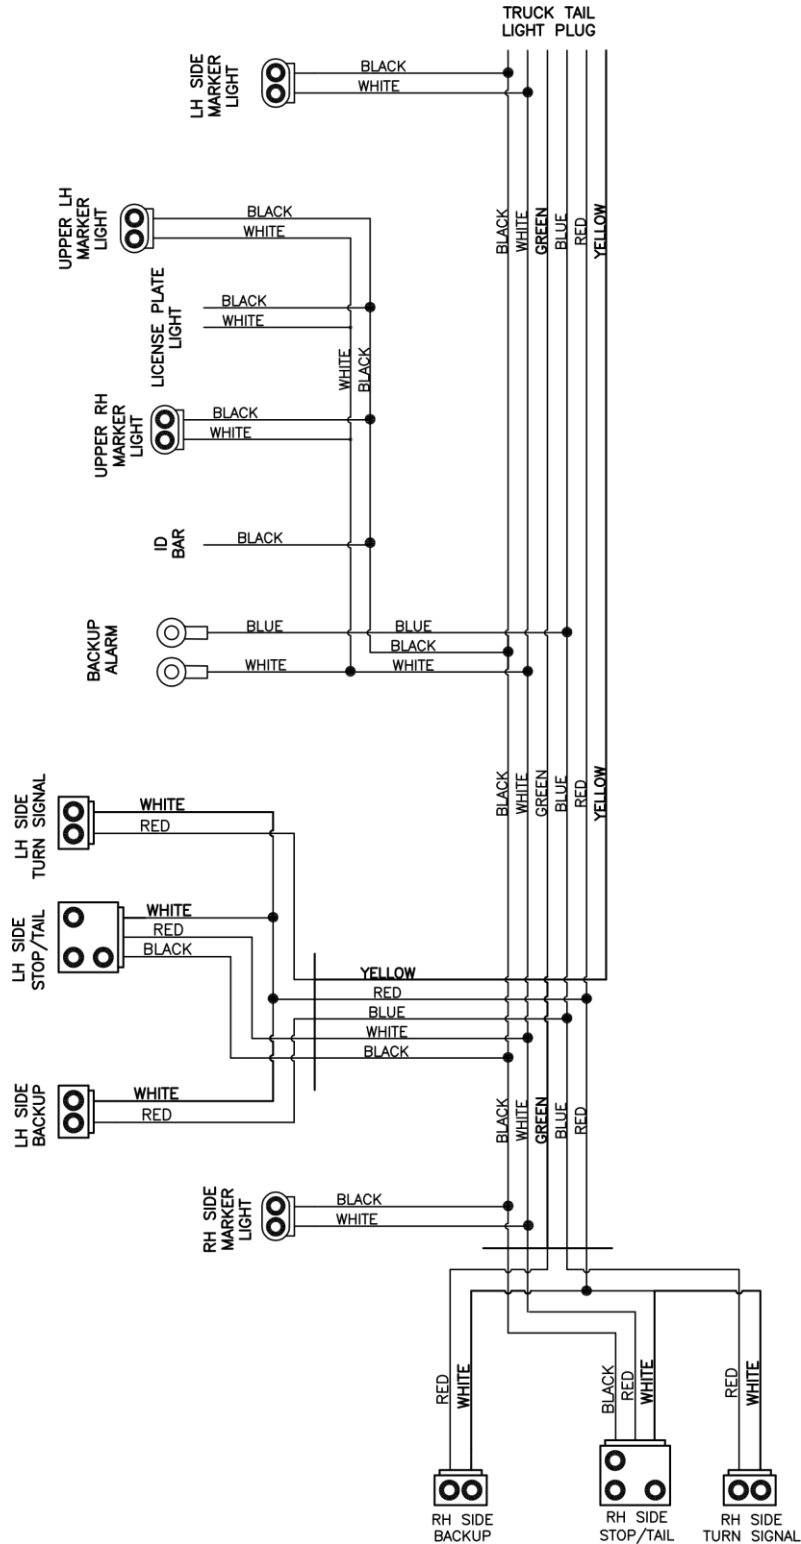 TRUCK TAIL
LIGHT PLUG
LH SIDE
MARKER
LIGHT
BLACK
WHITE
UPPER LH
MARKER
LIGHT
BLACK
WHITE
BLACK
WHITE
GREEN
BLUE
RED
YELLOW
LICENSE PLATE
LIGHT
BLACK
WHITE
WHITE
BLACK
UPPER RH
MARKER
LIGHT
BLACK
WHITE
ID
BAR
BLACK
BACKUP
ALARM
BLUE
BLUE
BLACK
WHITE
WHITE
BLACK
WHITE
GREEN
BLUE
RED
YELLOW
LH SIDE
TURN SIGNAL
WHITE
RED
LH SIDE
STOP/TAIL
WHITE
RED
BLACK
YELLOW
RED
BLUE
WHITE
BLACK
LH SIDE
BACKUP
WHITE
RED
BLACK
WHITE
GREEN
BLUE
RED
RH SIDE
MARKER
LIGHT
BLACK
WHITE
RED
WHITE
BLACK
RED
WHITE
RED
WHITE
RH SIDE
BACKUP
RH SIDE
STOP/TAIL
RH SIDE
TURN SIGNAL